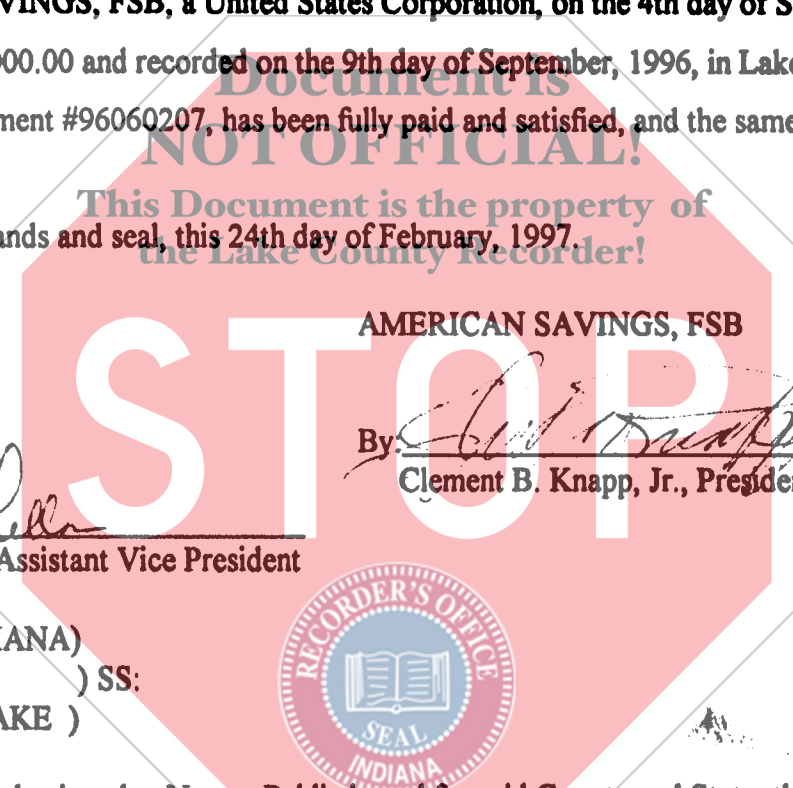 VINGS, FSB, a United States Corporation, on the 4th day of S
000.00 and recorded on the 9th day of September, 1996, in Lake
Document is
ment #96060207, has been fully paid and satisfied, and the same
NOT OFFICIAL!
This Document is the property of
ands and seal, this 24th day of February, 1997.
the Lake County Recorder!
AMERICAN SAVINGS, FSB
STOP
By:
Clement B. Knapp, Jr., Preside
Assistant Vice President
IANA)
) SS:
AKE )
RECORDER'S OFFICE
SEAL
INDIANA